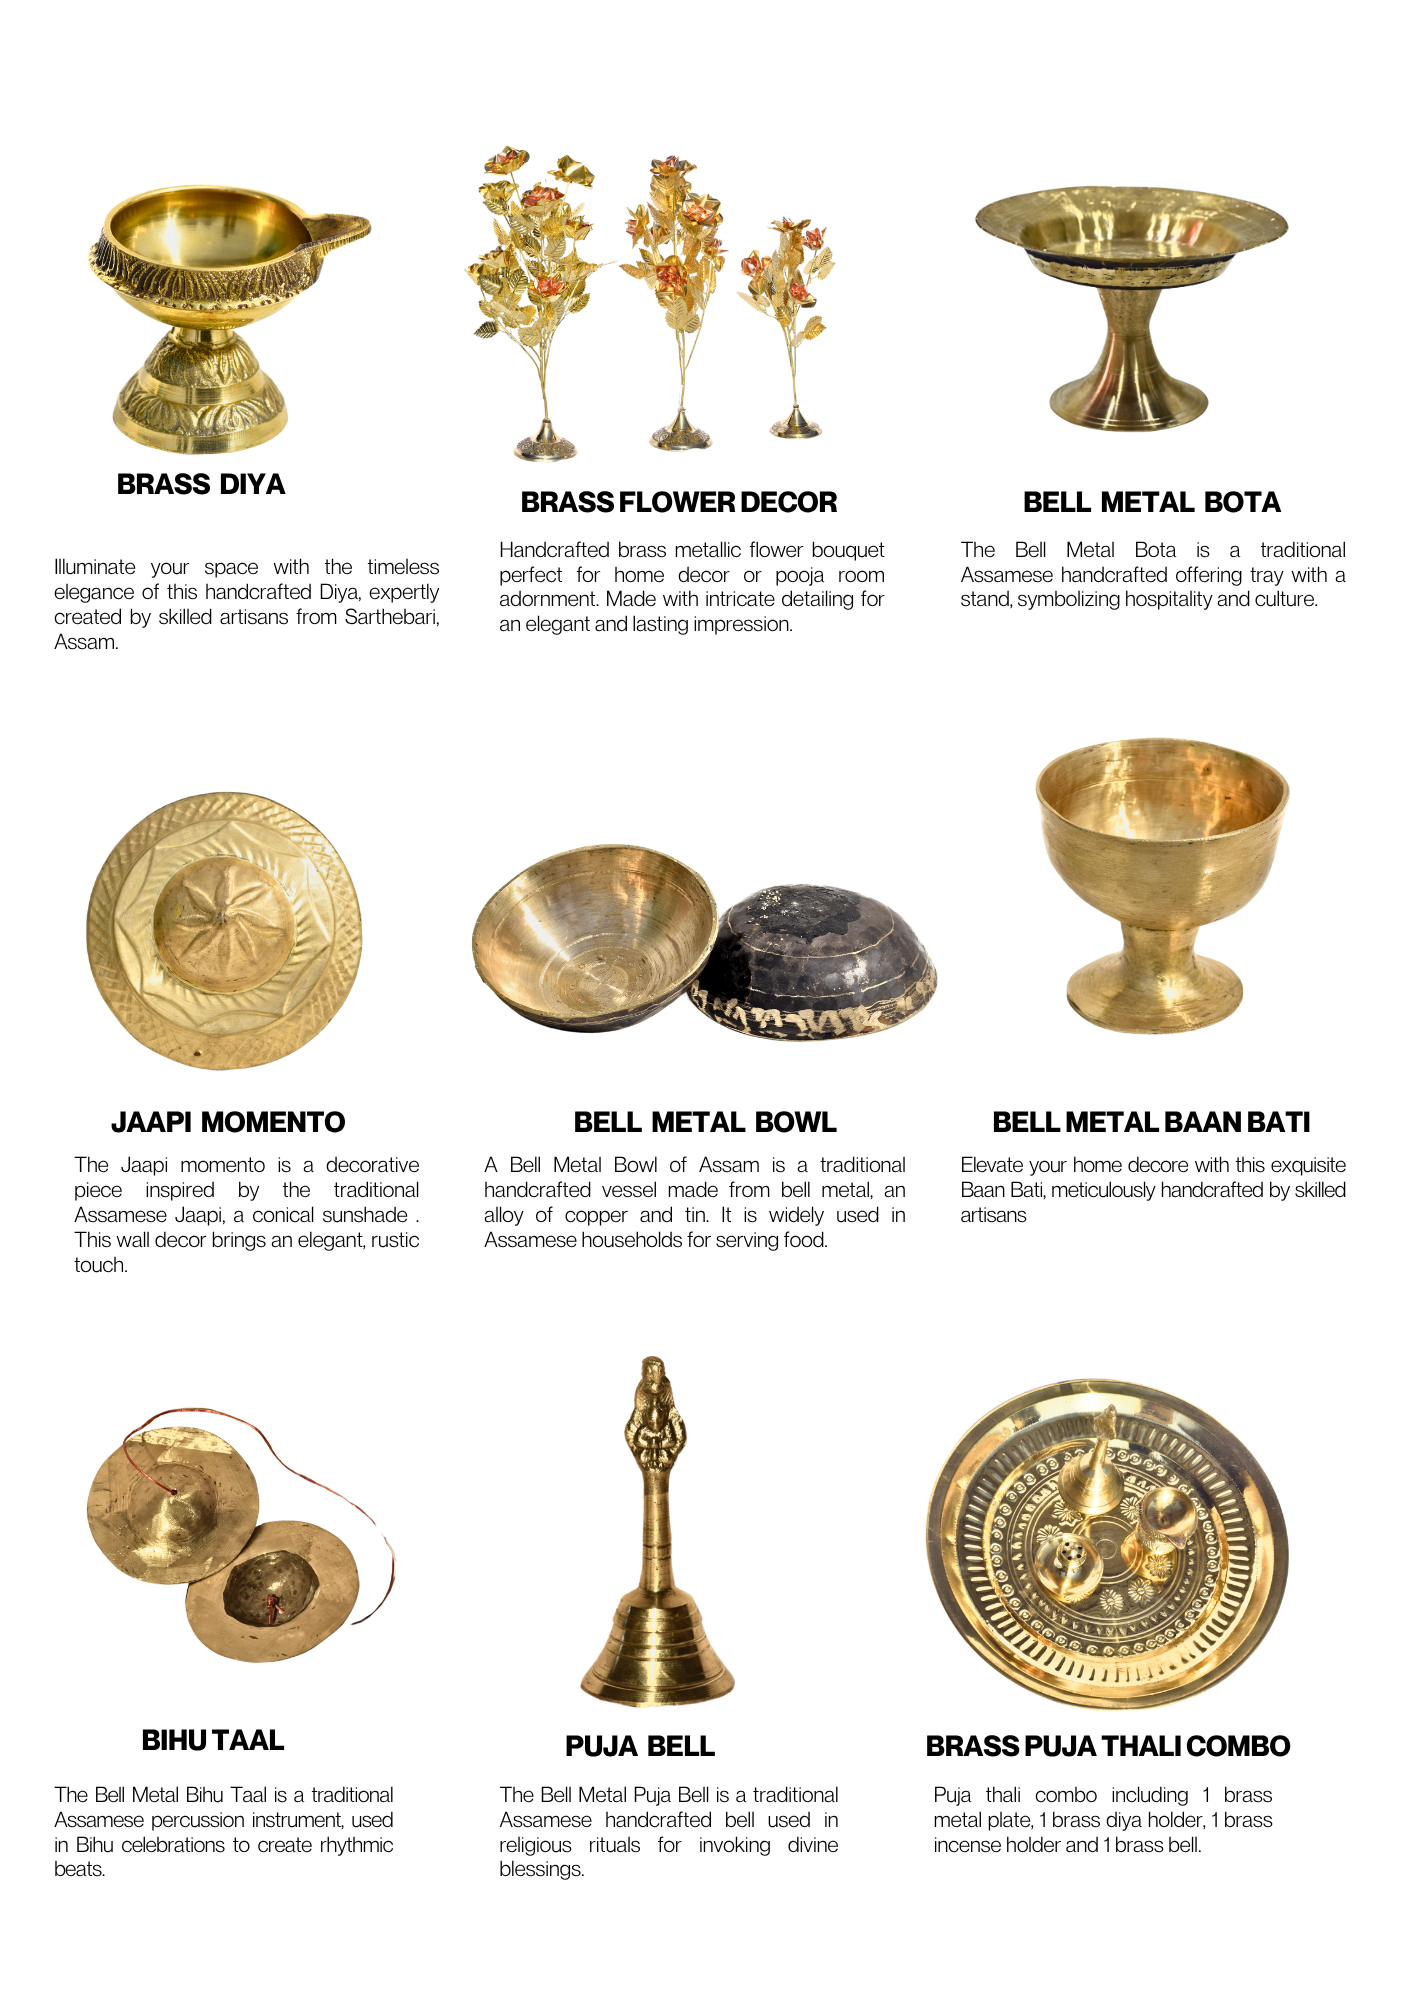 BRASS DIYA
Illuminate your space with the timeless
elegance of this handcrafted Diya, expertly
created by skilled artisans from Sarthebari,
Assam.
BRASS FLOWER DECOR
Handcrafted brass metallic flower bouquet
perfect for home decor or pooja room
adornment. Made with intricate detailing for
an elegant and lasting impression.
BELL METAL BOTA
The Bell Metal Bota is a traditional
Assamese handcrafted offering tray with a
stand, symbolizing hospitality and culture.
JAAPI MOMENTO
The Jaapi momento is a decorative
piece inspired by the traditional
Assamese Jaapi, a conical sunshade .
This wall decor brings an elegant, rustic
touch.
BELL METAL BOWL
A Bell Metal Bowl of Assam is a traditional
handcrafted vessel made from bell metal, an
alloy of copper and tin. It is widely used in
Assamese households for serving food.
BELL METAL BAAN BATI
Elevate your home decore with this exquisite
Baan Bati, meticulously handcrafted by skilled
artisans
BIHU TAAL
The Bell Metal Bihu Taal is a traditional
Assamese percussion instrument, used
in Bihu celebrations to create rhythmic
beats.
PUJA BELL
The Bell Metal Puja Bell is a traditional
Assamese handcrafted bell used in
religious rituals for invoking divine
blessings.
BRASS PUJA THALI COMBO
Puja thali combo including 1 brass
metal plate, 1 brass diya holder, 1 brass
incense holder and 1 brass bell.